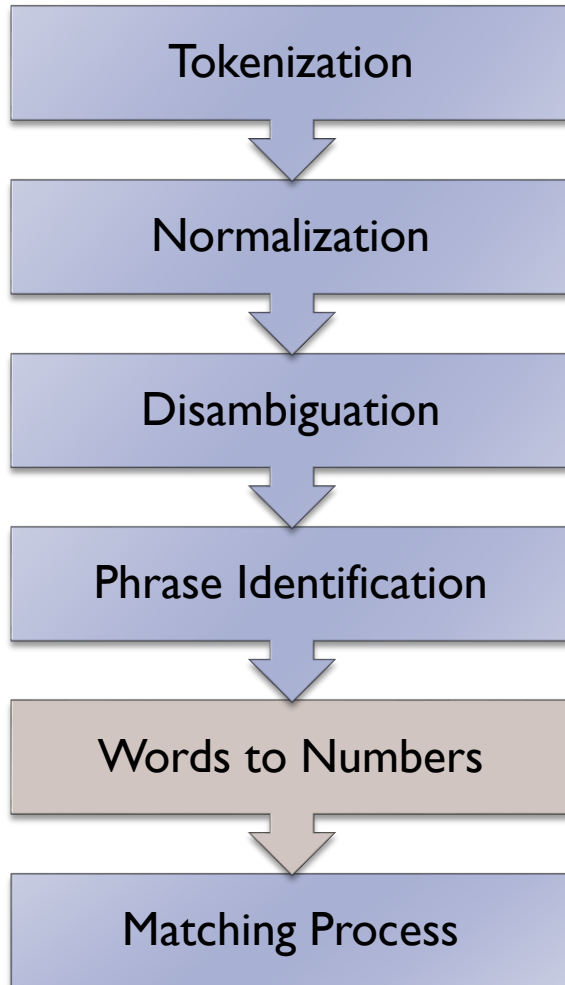 Tokenization
Normalization
Disambiguation
Phrase Identification
Words to Numbers
Matching Process